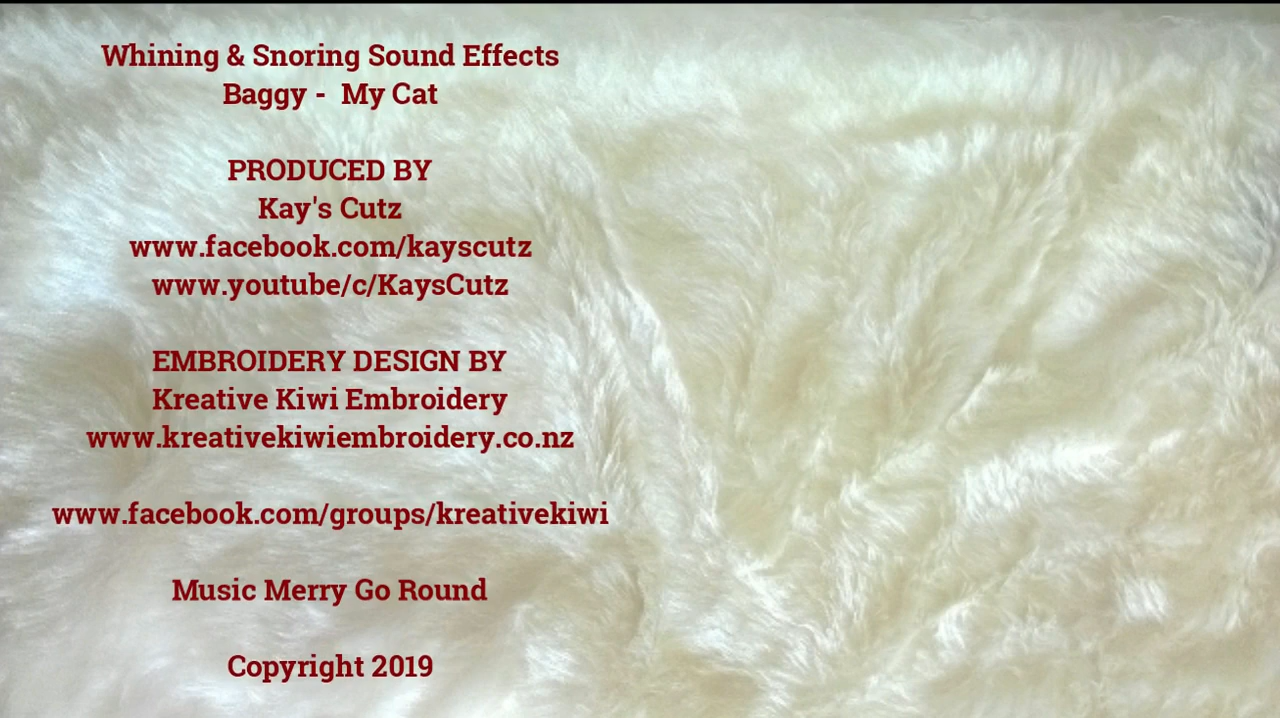 Whining & Snoring Sound Effects
Baggy -  My Cat
PRODUCED BY
Kay's Cutz
www.facebook.com/kayscutz
www.youtube/c/KaysCutz
EMBROIDERY DESIGN BY
Kreative Kiwi Embroidery
www.kreativekiwiembroidery.co.nz
www.facebook.com/groups/kreativekiwi
Music Merry Go Round
Copyright 2019